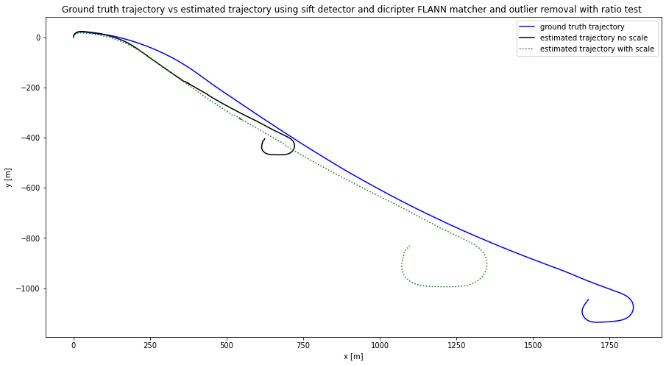 Ground truth trajectory vs estimated trajectory using sift detector and dicripter FLANN matcher and outlier removal with ratio test
ground truth trajectory
estimated trajectory no scale
estimated trajectory with scale
0
−200
−400
−600
−800
−1000
y [m]
0 250 500 750 1000 1250 1500 1750
x [m]